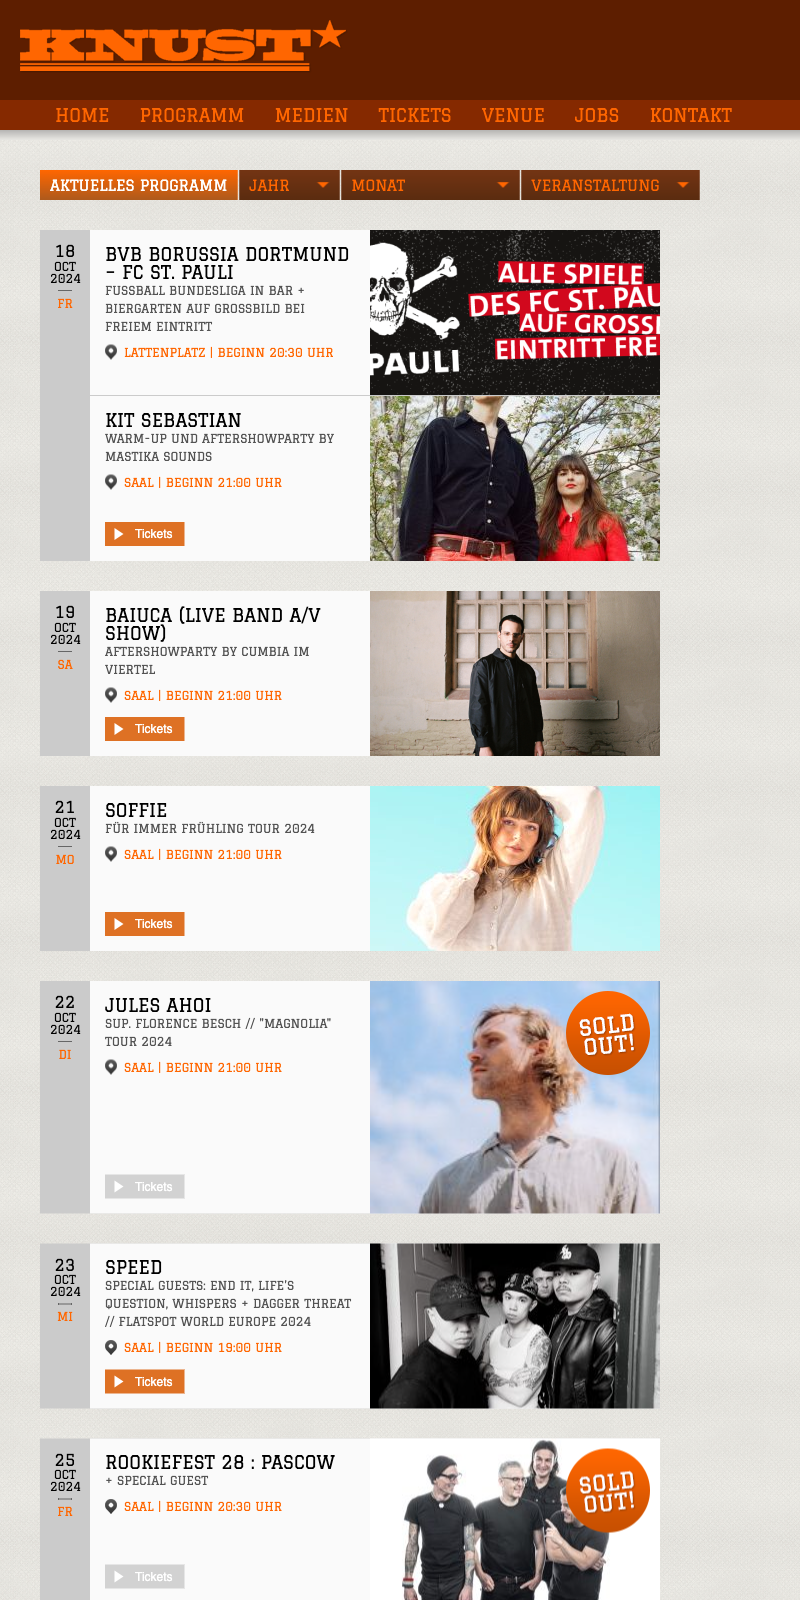 KNUST
HOME PROGRAMM MEDIEN TICKETS VENUE JOBS KONTAKT
AKTUELLES PROGRAMM JAHR MONAT VERANSTALTUNG
18
OCT
2024
FR
BVB BORUSSIA DORTMUND
– FC ST. PAULI
FUSSBALL BUNDESLIGA IN BAR +
BIERGARTEN AUF GROSSBILD BEI
FREIEM EINTRITT
LATTENPLATZ | BEGINN 20:30 UHR
PAULI
ALLE SPIELE
DES FC ST. PAU
AUF GROSS
EINTRITT FRE
KIT SEBASTIAN
WARM-UP UND AFTERSHOWPARTY BY
MASTIKA SOUNDS
SAAL | BEGINN 21:00 UHR
Tickets
19
OCT
2024
SA
BAIUCA (LIVE BAND A/V
SHOW)
AFTERSHOWPARTY BY CUMBIA IM
VIERTEL
SAAL | BEGINN 21:00 UHR
Tickets
21
OCT
2024
MO
SOFFIE
FÜR IMMER FRÜHLING TOUR 2024
SAAL | BEGINN 21:00 UHR
Tickets
22
OCT
2024
DI
JULES AHOI
SUP. FLORENCE BESCH // "MAGNOLIA"
TOUR 2024
SAAL | BEGINN 21:00 UHR
Tickets
SOLD
OUT!
23
OCT
2024
MI
SPEED
SPECIAL GUESTS: END IT, LIFE'S
QUESTION, WHISPERS + DAGGER THREAT
// FLATSPOT WORLD EUROPE 2024
SAAL | BEGINN 19:00 UHR
Tickets
25
OCT
2024
FR
ROOKIEFEST 28 : PASCOW
+ SPECIAL GUEST
SAAL | BEGINN 20:30 UHR
Tickets
SOLD
OUT!